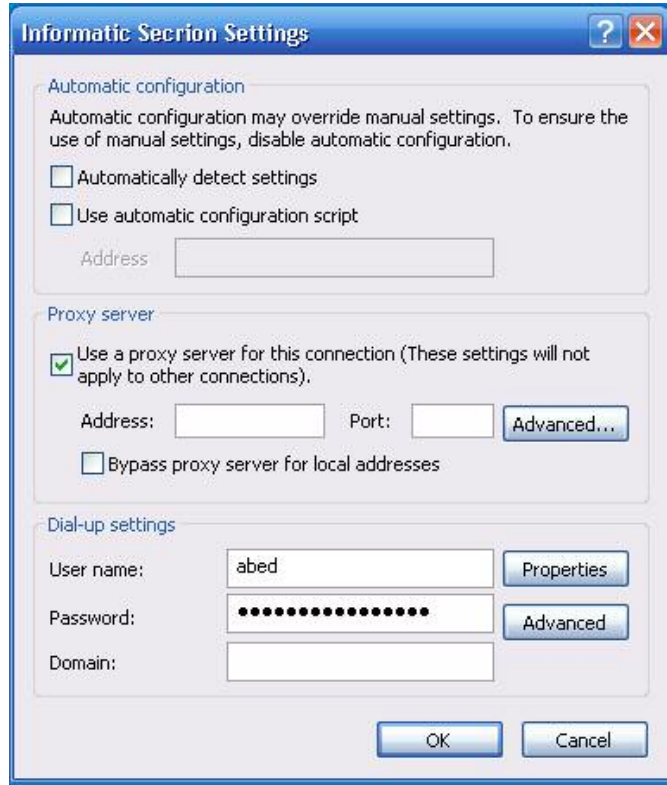 Informatic Secrion Settings
Automatic configuration
Automatic configuration may override manual settings. To ensure the
use of manual settings, disable automatic configuration.
Automatically detect settings
Use automatic configuration script
Address
Proxy server
Use a proxy server for this connection (These settings will not
apply to other connections).
Address: Port: Advanced...
Bypass proxy server for local addresses
Dial-up settings
User name: abed Properties
Password: •••••••••••••••• Advanced
Domain:
OK Cancel